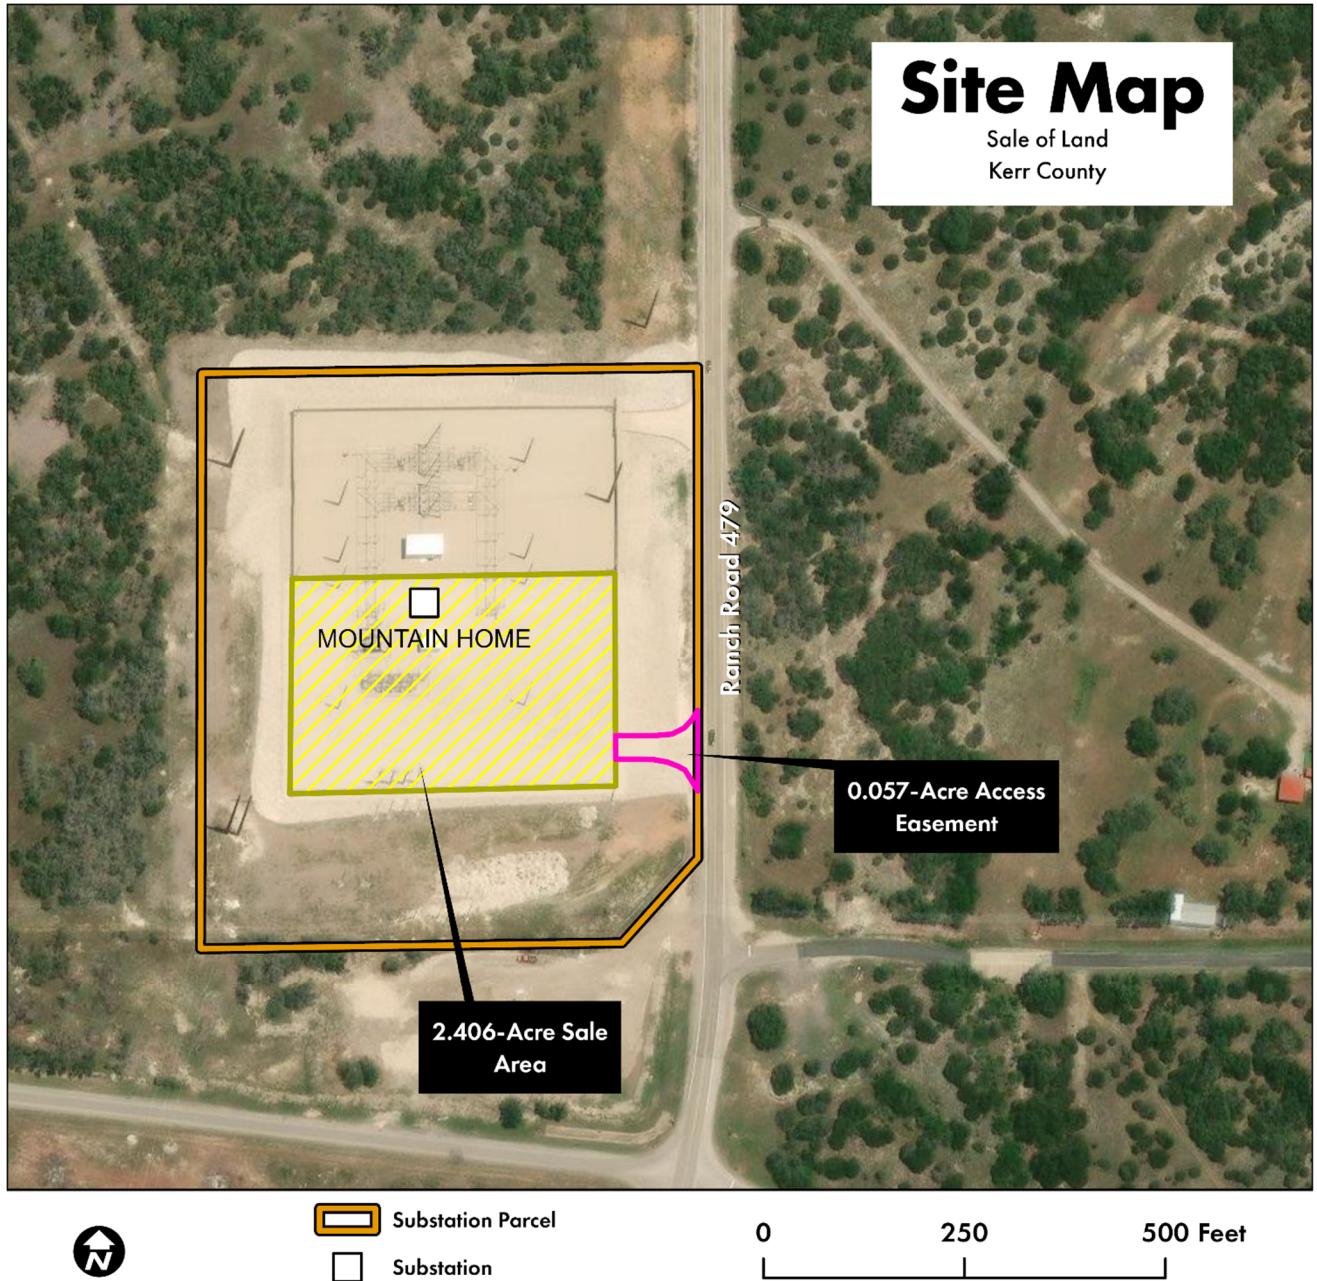 Site Map
Sale of Land
Kerr County
Ranch Road 479
MOUNTAIN HOME
0.057-Acre Access
Easement
2.406-Acre Sale
Area
N
Substation Parcel
Substation
0 250 500 Feet